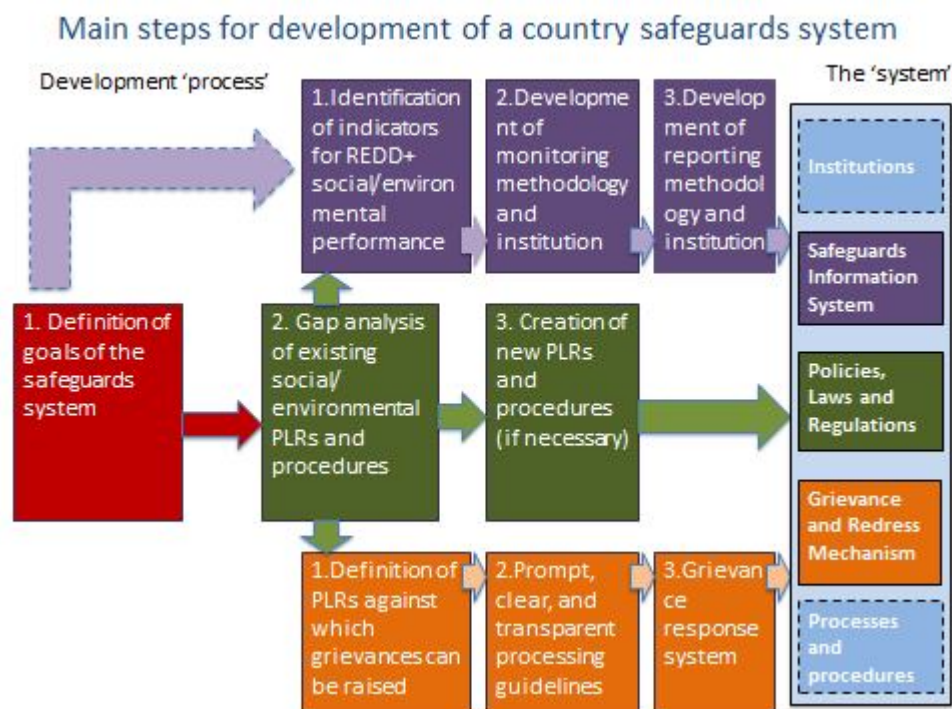 Main steps for development of a country safeguards system
Development ‘process’
The ‘system’
1.Identification
of indicators
for REDD+
social/environ
mental
performance
2.Developme
nt of
monitoring
methodology
and
institution
3.Develop
ment of
reporting
methodol
ogy and
institution
1. Definition of
goals of the
safeguards
system
2. Gap analysis
of existing
social/
environmental
PLRs and
procedures
3. Creation of
new PLRs
and
procedures
(if necessary)
1.Definition of
PLRs against
which
grievances can
be raised
2.Prompt,
clear, and
transparent
processing
guidelines
3.Grieva
nce
response
system
Institutions
Safeguards
Information
System
Policies,
Laws and
Regulations
Grievance
and Redress
Mechanism
Processes
and
procedures